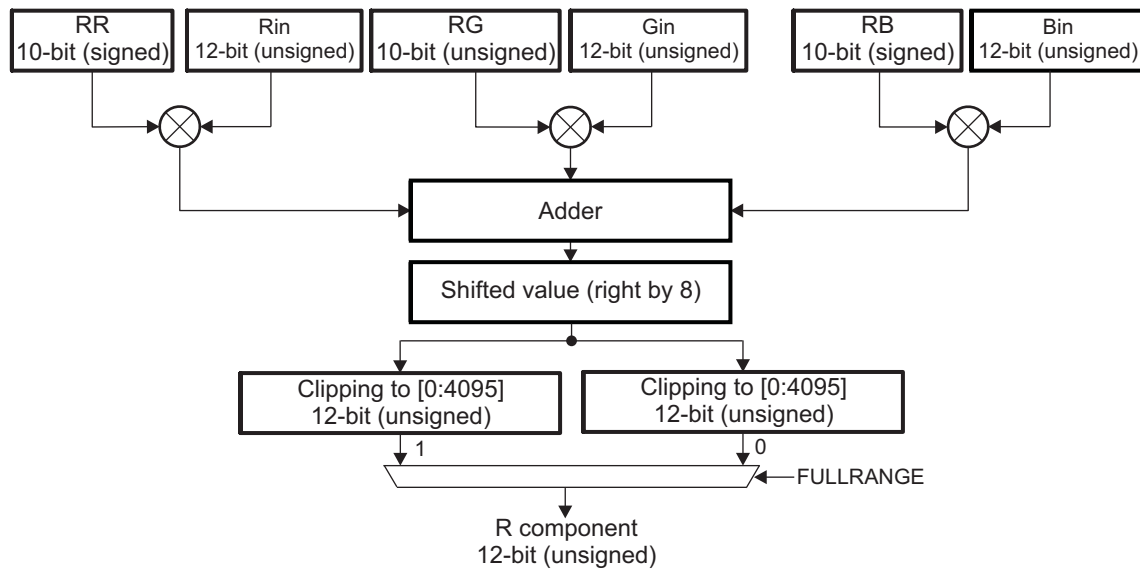 RR
10-bit (signed)
Rin
12-bit (unsigned)
RG
10-bit (unsigned)
Gin
12-bit (unsigned)
RB
10-bit (signed)
Bin
12-bit (unsigned)
Adder
Shifted value (right by 8)
Clipping to [0:4095]
12-bit (unsigned)
Clipping to [0:4095]
12-bit (unsigned)
1
0
FULLRANGE
R component
12-bit (unsigned)